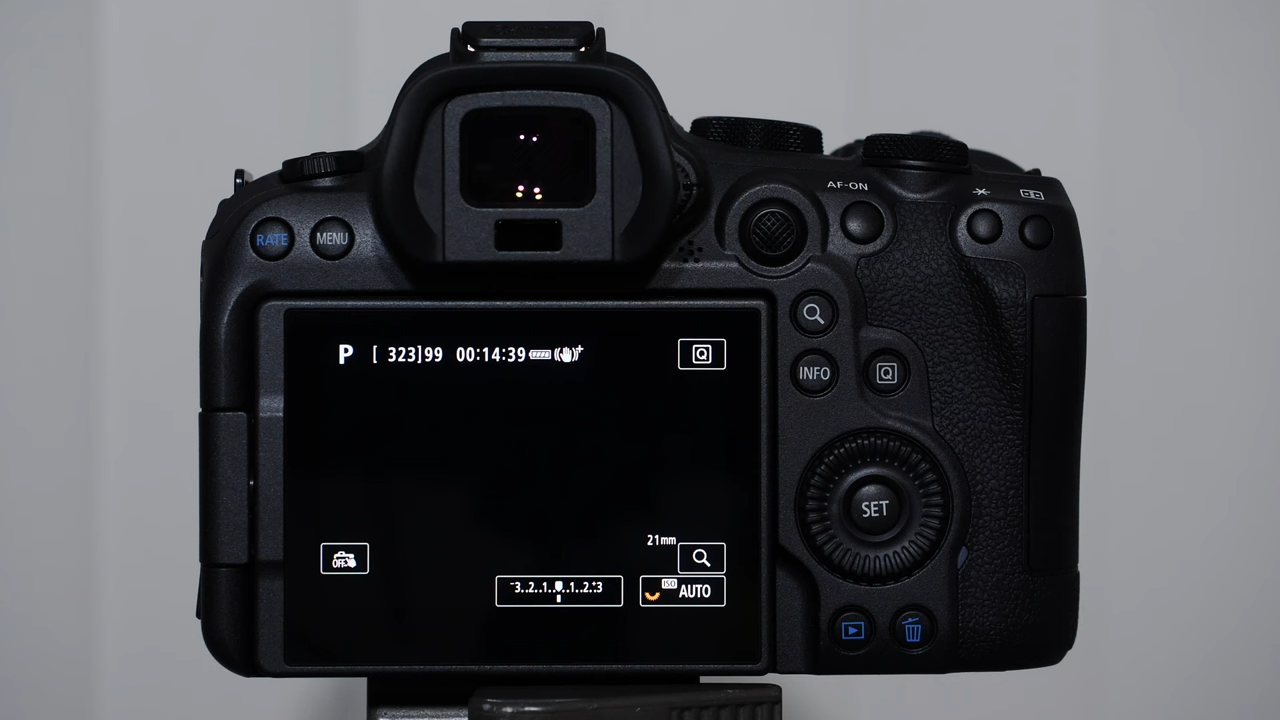 AF-ON
RATE MENU
P [ 323]99 00:14:39
Q
INFO
Q
SET
21mm
OFF
-3..2..1..0..1..2..+3
ISO AUTO